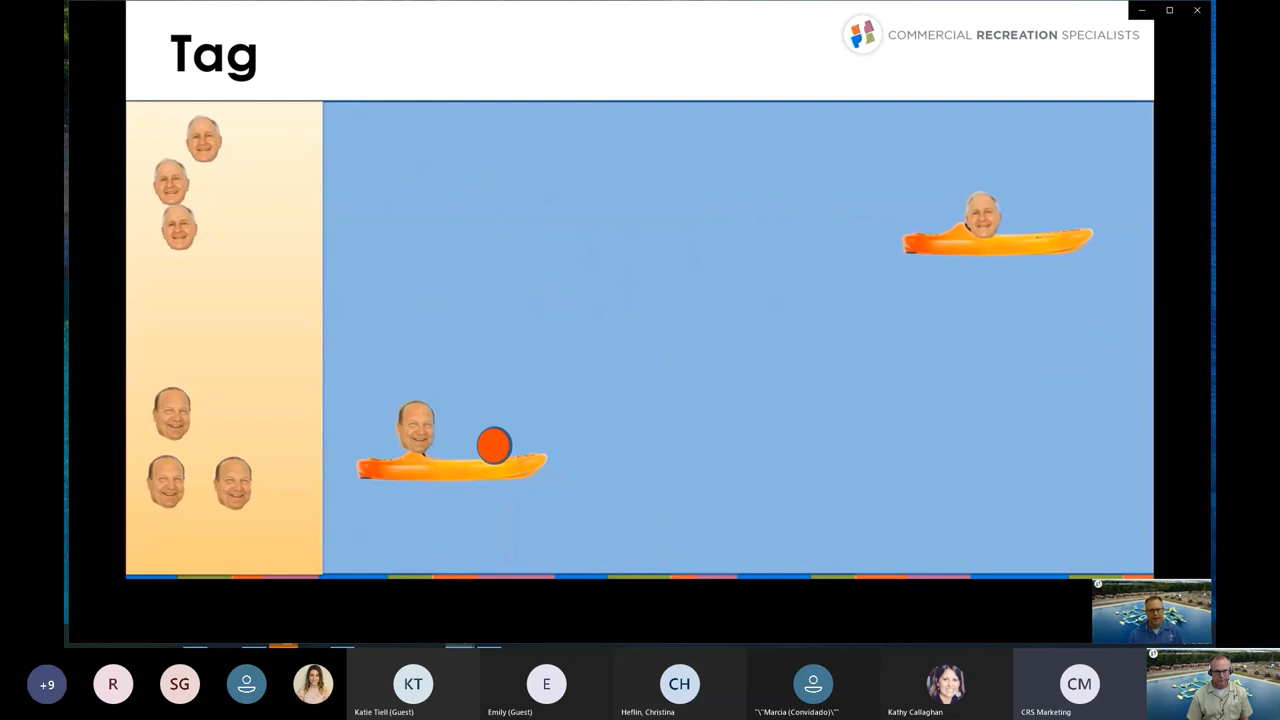 Tag
COMMERCIAL RECREATION SPECIALISTS
+9
R
SG
KT
E
CH
CM
Katie Tiell (Guest)
Emily (Guest)
Heflin, Christina
"\"Marcia (Convidado)\""
Kathy Callaghan
CRS Marketing